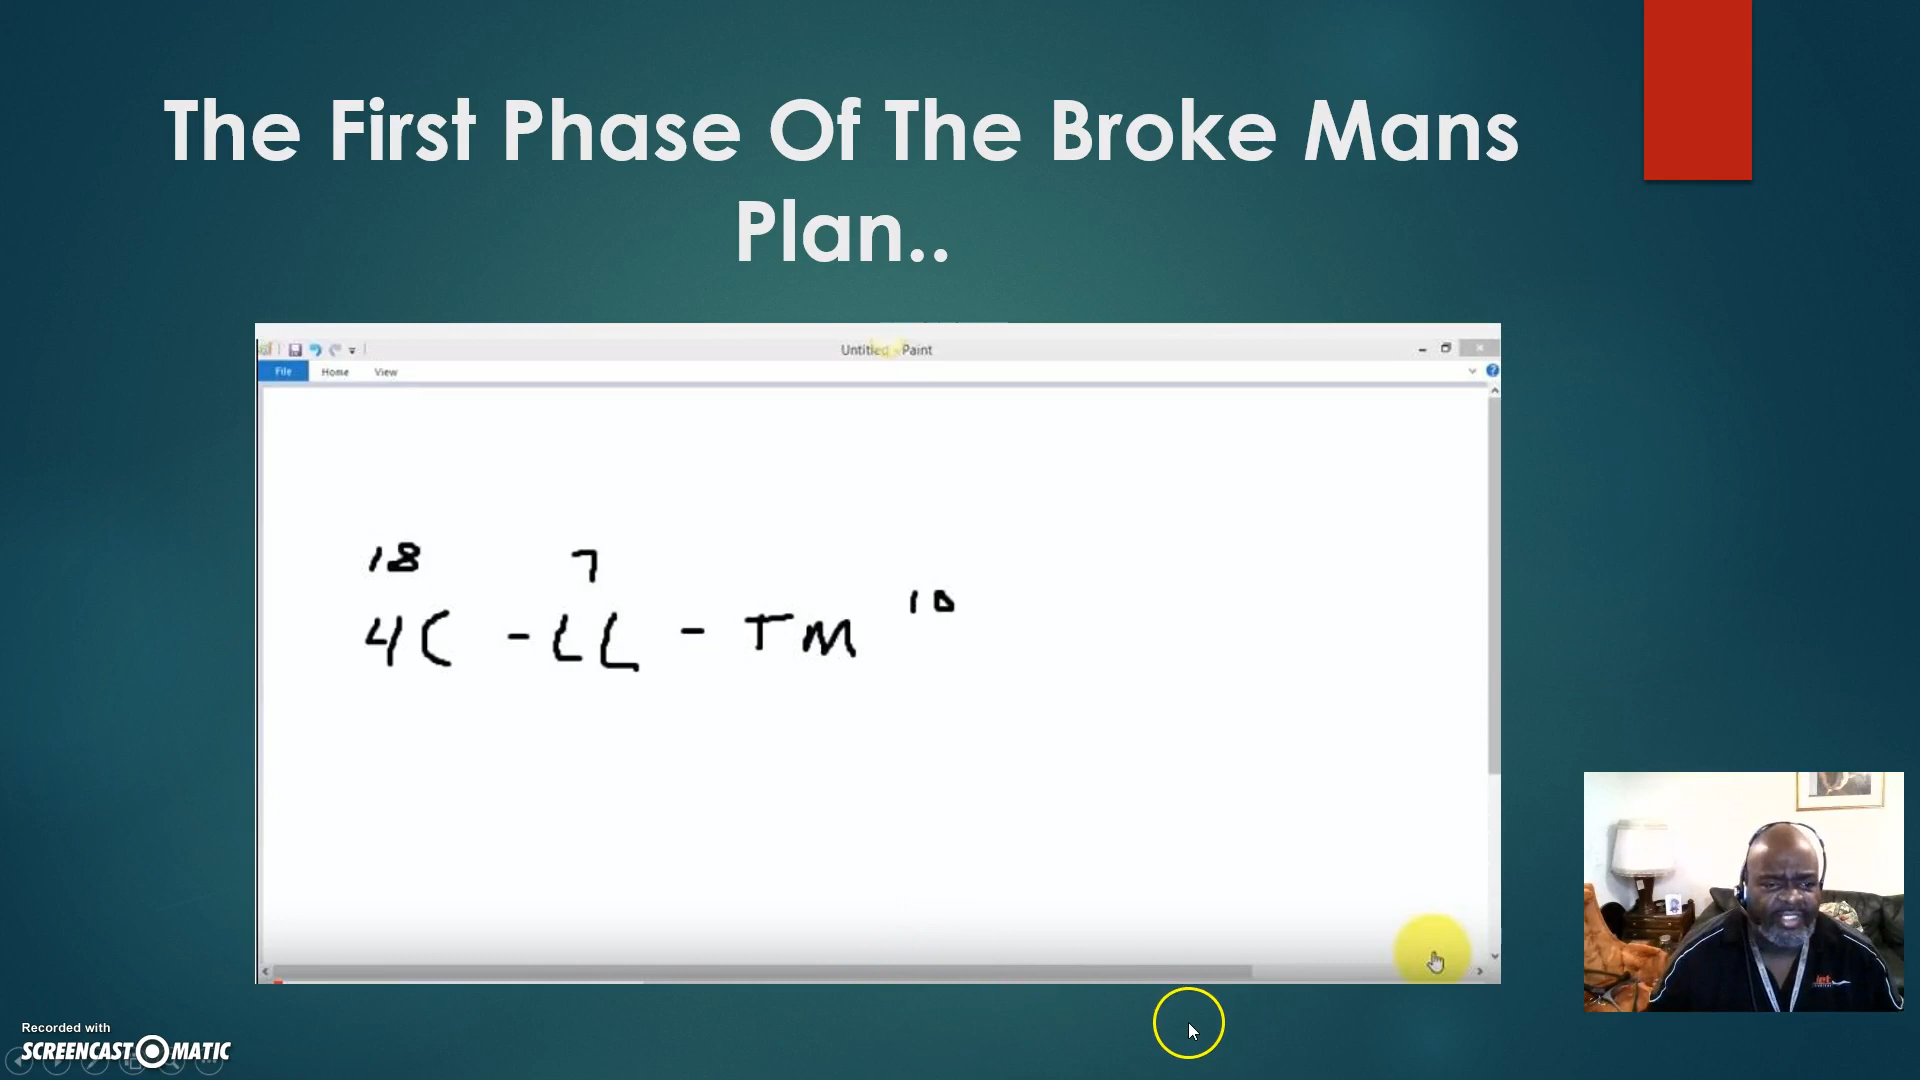 The First Phase Of The Broke Mans
Plan..
Untitled - Paint
File Home View
18 7
10
4C - LL - TM
Recorded with
SCREENCAST MATIC
jet